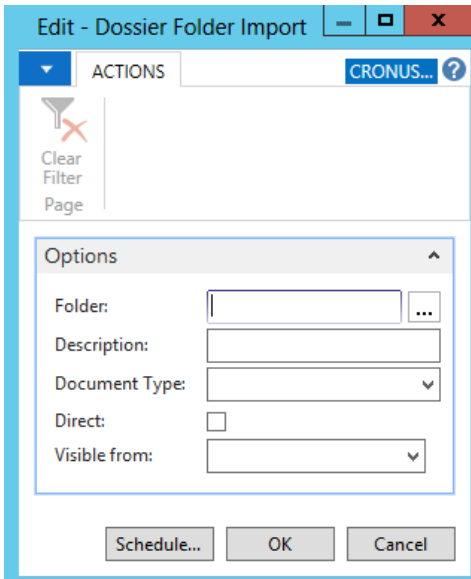 Edit - Dossier Folder Import
ACTIONS
CRONUS...
?
Clear
Filter
Page
Options
Folder:
...
Description:
Document Type:
Direct:
Visible from:
Schedule... OK Cancel